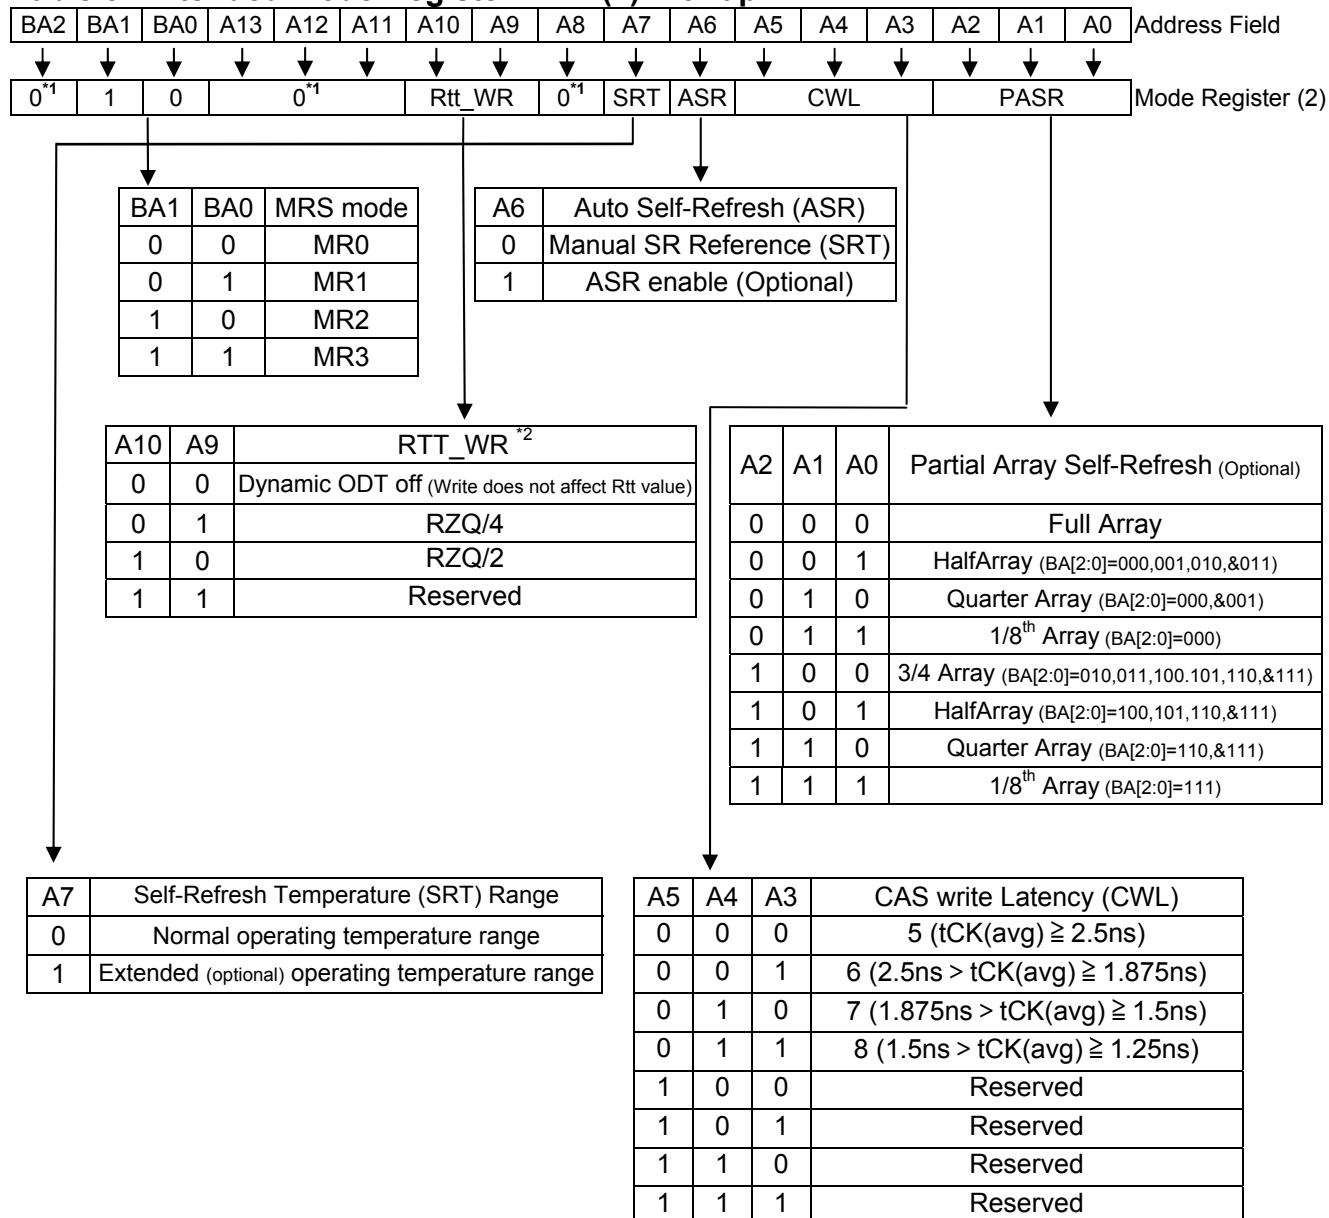 BA2 BA1 BA0 A13 A12 A11 A10 A9 A8 A7 A6 A5 A4 A3 A2 A1 A0 Address Field
0*1 1 0 0*1 Rtt_WR 0*1 SRT ASR CWL PASR Mode Register (2)
BA1 BA0 MRS mode
0 0 MR0
0 1 MR1
1 0 MR2
1 1 MR3
A6 Auto Self-Refresh (ASR)
0 Manual SR Reference (SRT)
1 ASR enable (Optional)
A10 A9 RTT_WR *2
0 0 Dynamic ODT off (Write does not affect Rtt value)
0 1 RZQ/4
1 0 RZQ/2
1 1 Reserved
A2 A1 A0 Partial Array Self-Refresh (Optional)
0 0 0 Full Array
0 0 1 HalfArray (BA[2:0]=000,001,010,&011)
0 1 0 Quarter Array (BA[2:0]=000,&001)
0 1 1 1/8th Array (BA[2:0]=000)
1 0 0 3/4 Array (BA[2:0]=010,011,100.101,110,&111)
1 0 1 HalfArray (BA[2:0]=100,101,110,&111)
1 1 0 Quarter Array (BA[2:0]=110,&111)
1 1 1 1/8th Array (BA[2:0]=111)
A7 Self-Refresh Temperature (SRT) Range
0 Normal operating temperature range
1 Extended (optional) operating temperature range
A5 A4 A3 CAS write Latency (CWL)
0 0 0 5 (tCK(avg) ≧ 2.5ns)
0 0 1 6 (2.5ns > tCK(avg) ≧ 1.875ns)
0 1 0 7 (1.875ns > tCK(avg) ≧ 1.5ns)
0 1 1 8 (1.5ns > tCK(avg) ≧ 1.25ns)
1 0 0 Reserved
1 0 1 Reserved
1 1 0 Reserved
1 1 1 Reserved